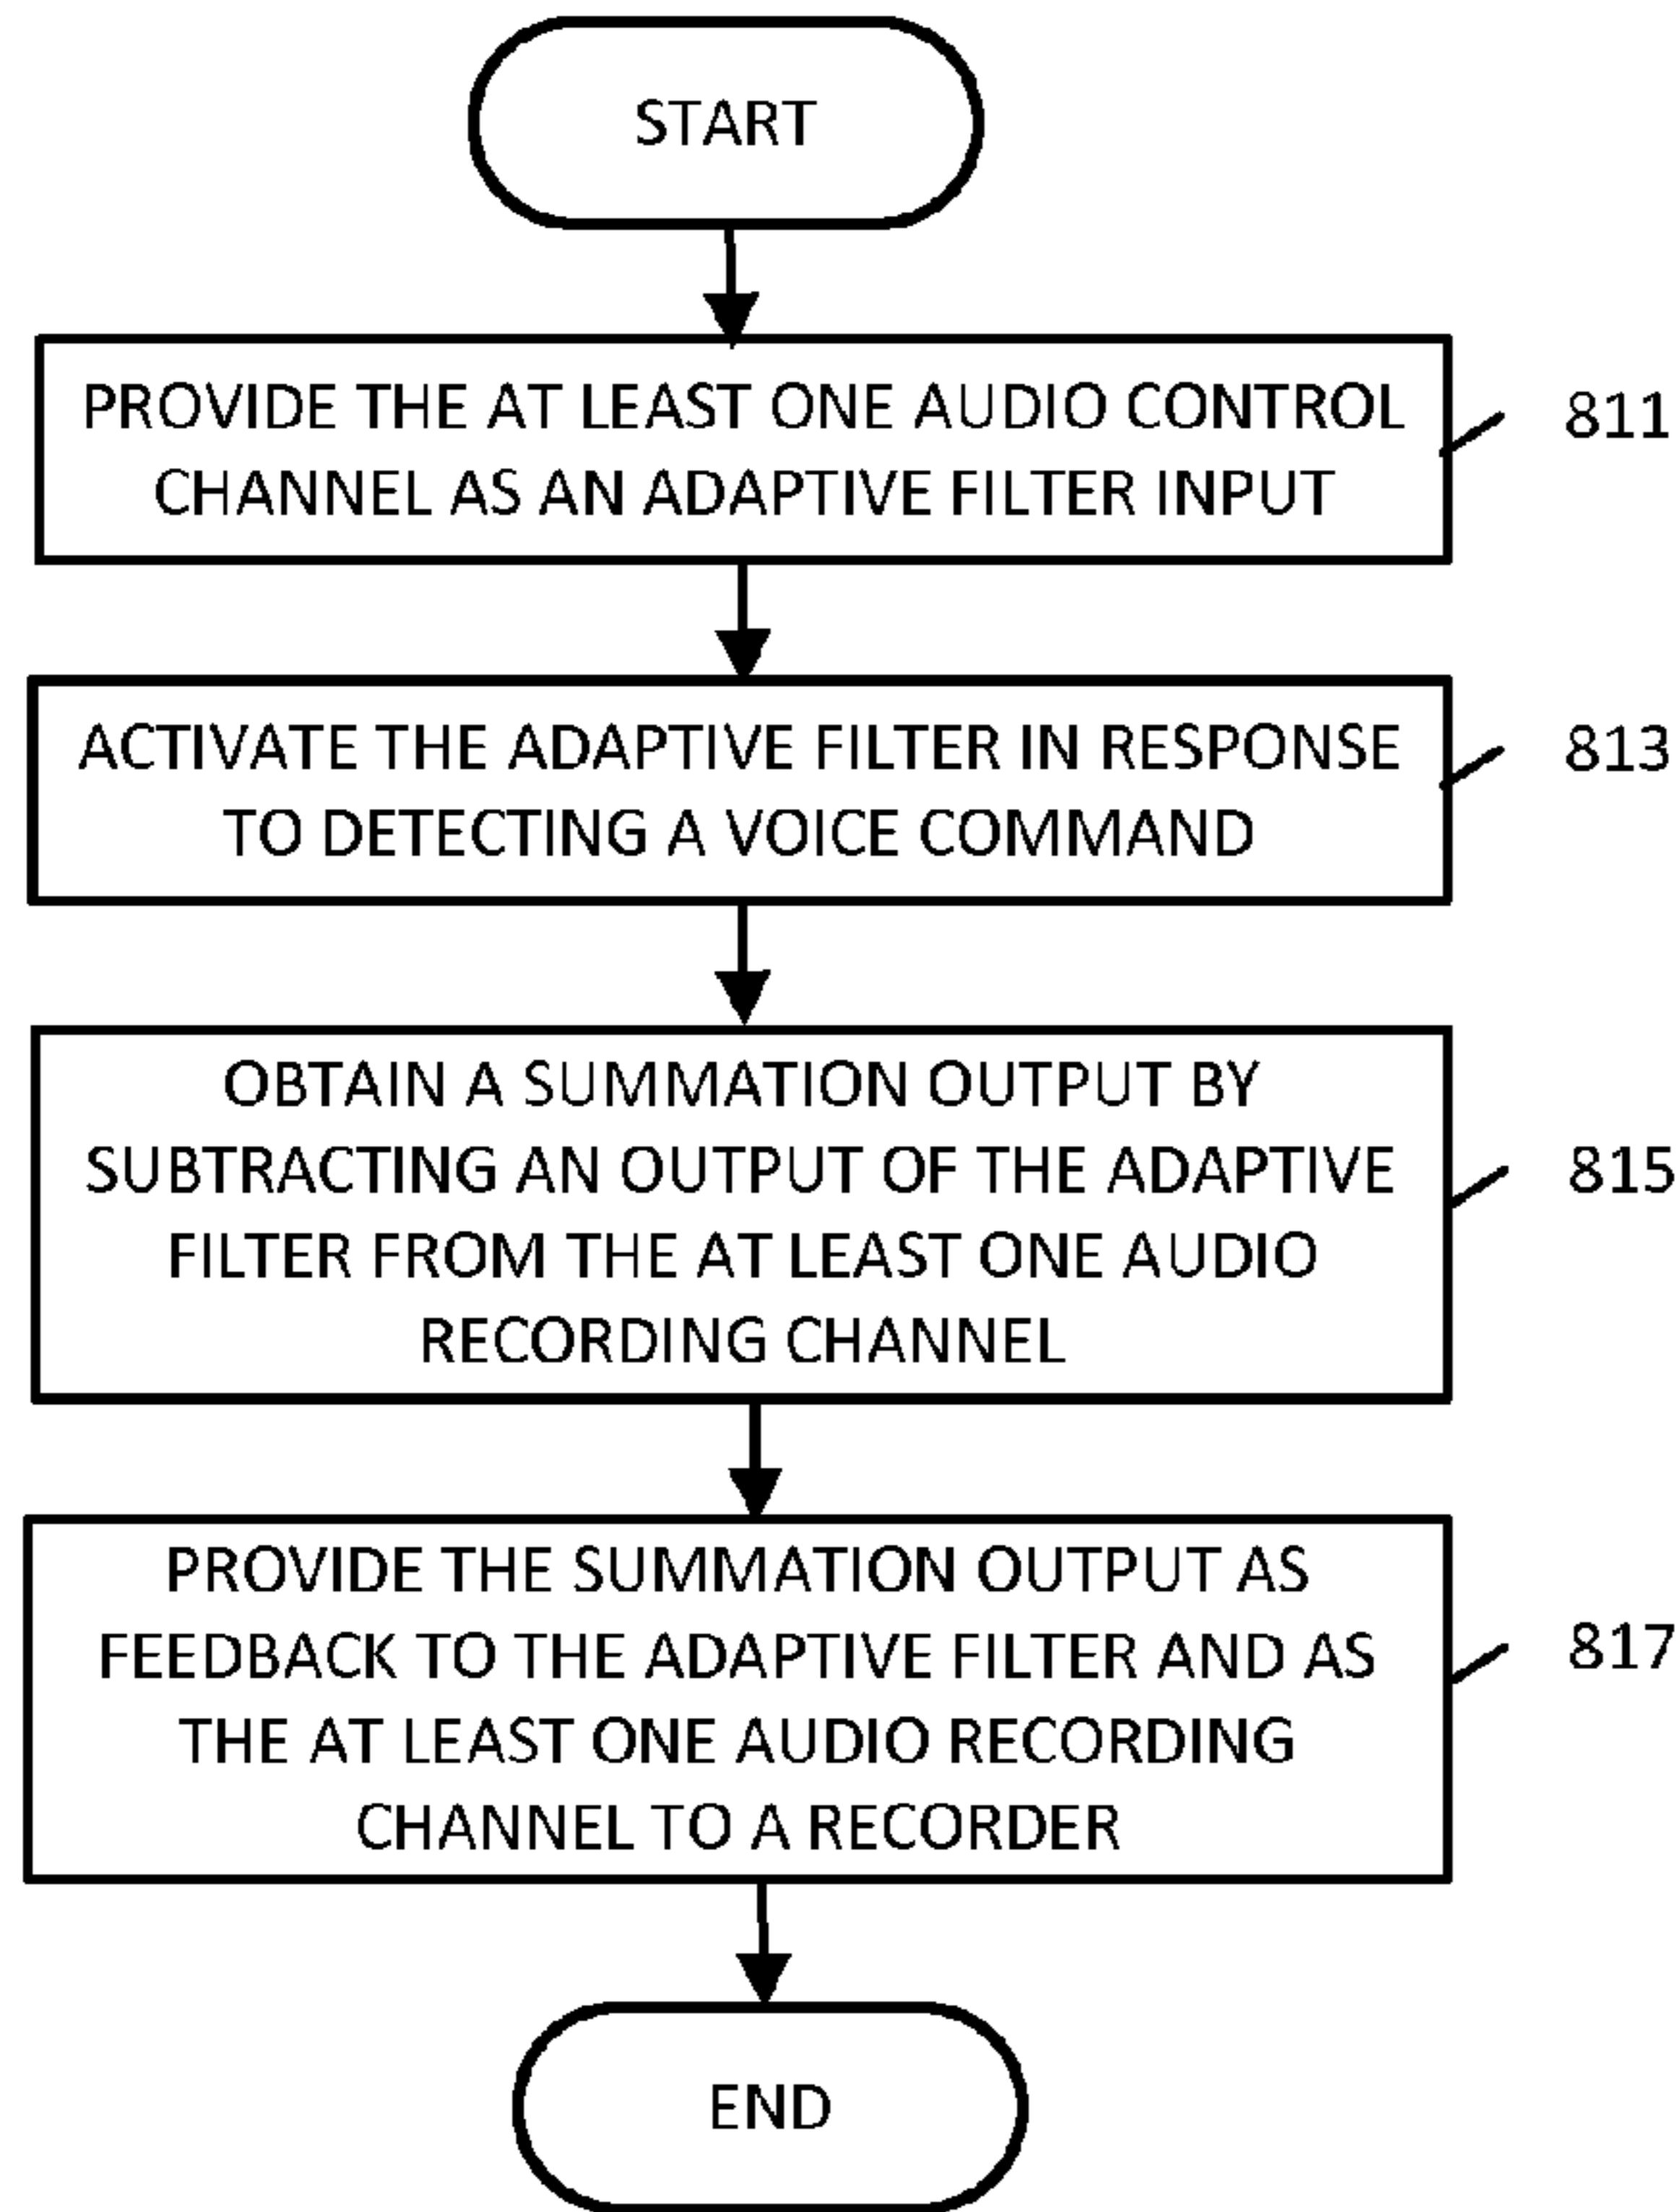 START
PROVIDE THE AT LEAST ONE AUDIO CONTROL
CHANNEL AS AN ADAPTIVE FILTER INPUT
811
ACTIVATE THE ADAPTIVE FILTER IN RESPONSE
TO DETECTING A VOICE COMMAND
813
OBTAIN A SUMMATION OUTPUT BY
SUBTRACTING AN OUTPUT OF THE ADAPTIVE
FILTER FROM THE AT LEAST ONE AUDIO
RECORDING CHANNEL
815
PROVIDE THE SUMMATION OUTPUT AS
FEEDBACK TO THE ADAPTIVE FILTER AND AS
THE AT LEAST ONE AUDIO RECORDING
CHANNEL TO A RECORDER
817
END